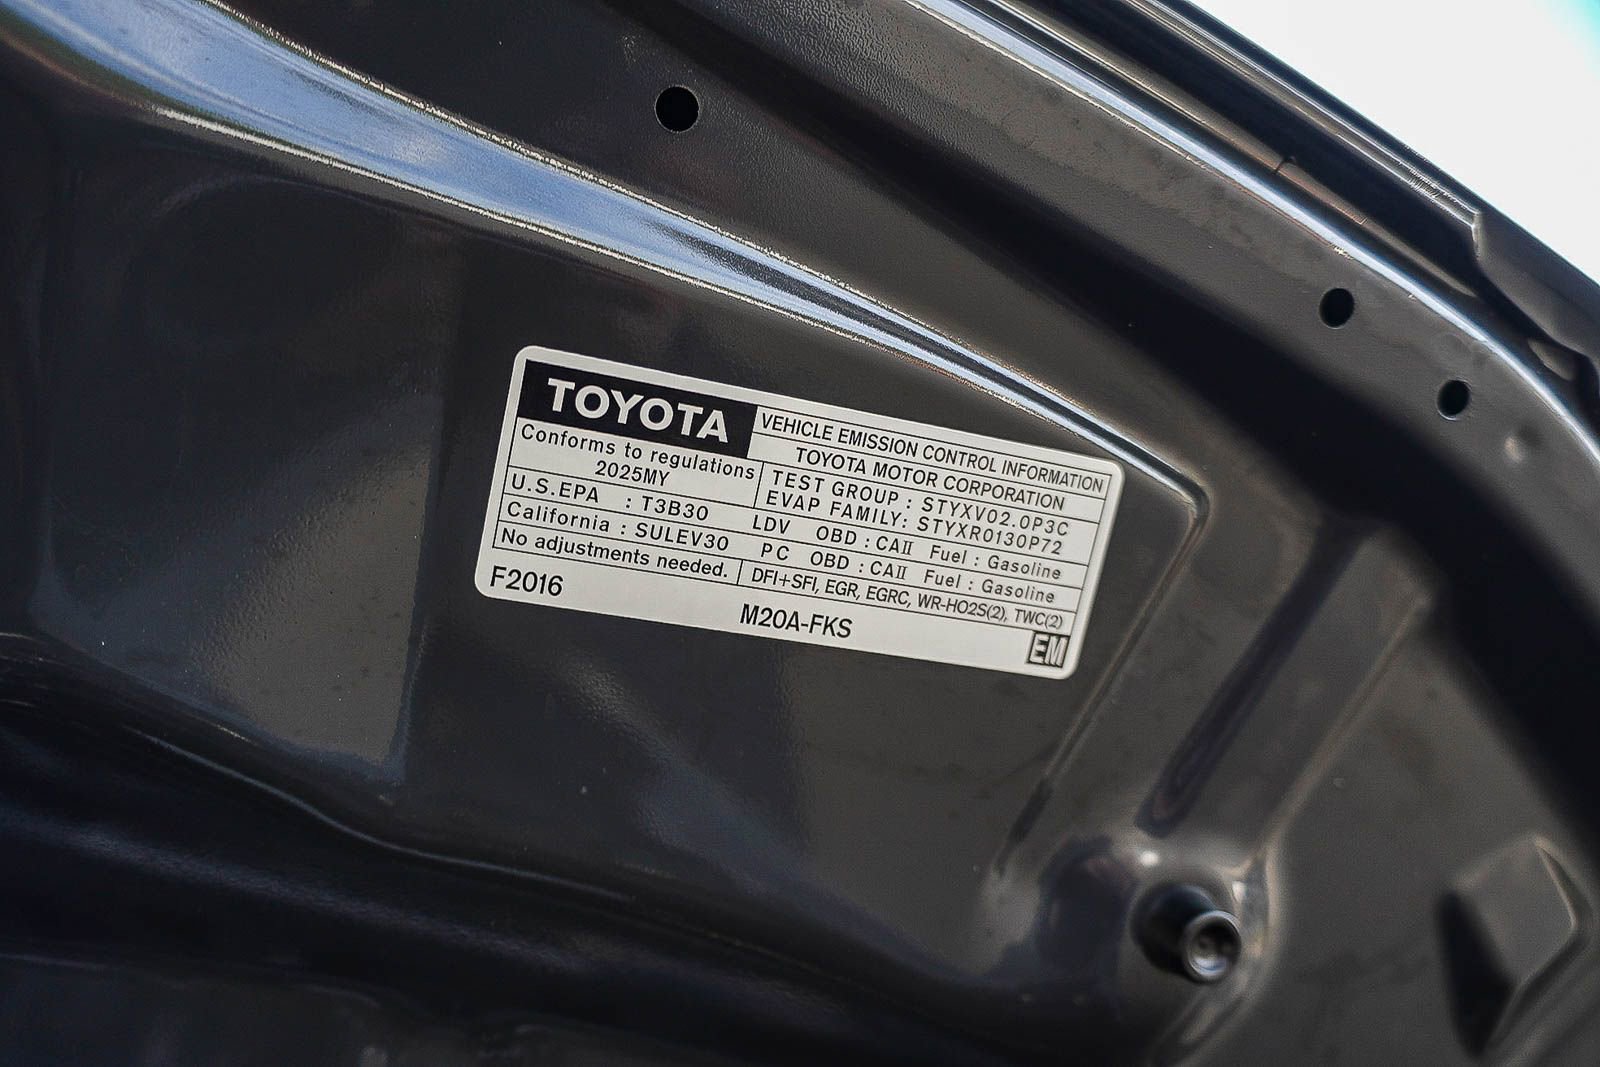 TOYOTA
VEHICLE EMISSION CONTROL INFORMATION
TOYOTA MOTOR CORPORATION
Conforms to regulations
2025MY
TEST GROUP : STYXV02.0P3C
EVAP FAMILY: STYXR0130P72
U.S.EPA : T3B30 LDV OBD : CAII Fuel : Gasoline
California : SULEV30 PC OBD : CAII Fuel : Gasoline
No adjustments needed. DFI+SFI, EGR, EGRC, WR-HO2S(2), TWC(2)
F2016 M20A-FKS EM